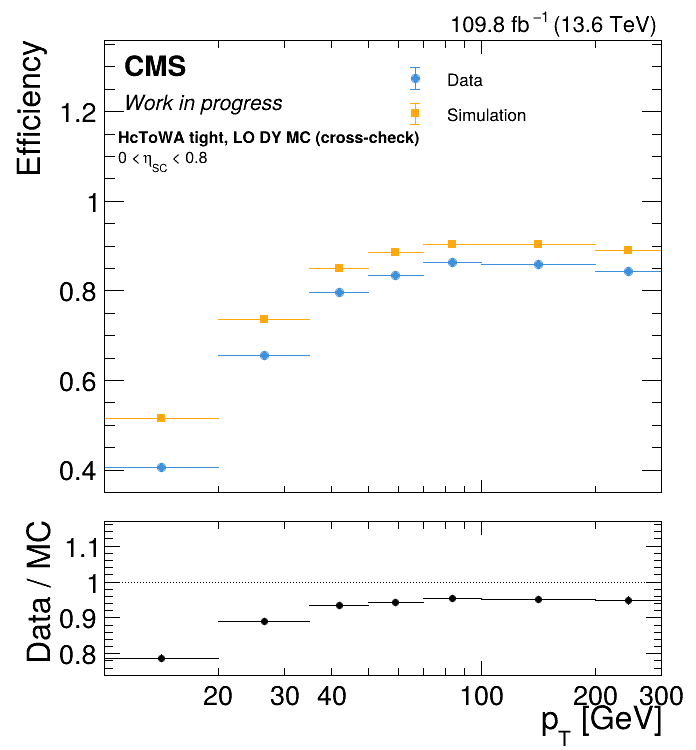 109.8 fb⁻¹ (13.6 TeV)
CMS
Work in progress
HcToWA tight, LO DY MC (cross-check)
0 < ηSC < 0.8
Data
Simulation
Efficiency
1.2
1
0.8
0.6
0.4
Data / MC
1.1
1
0.9
0.8
20 30 40 100 200 300
pT [GeV]